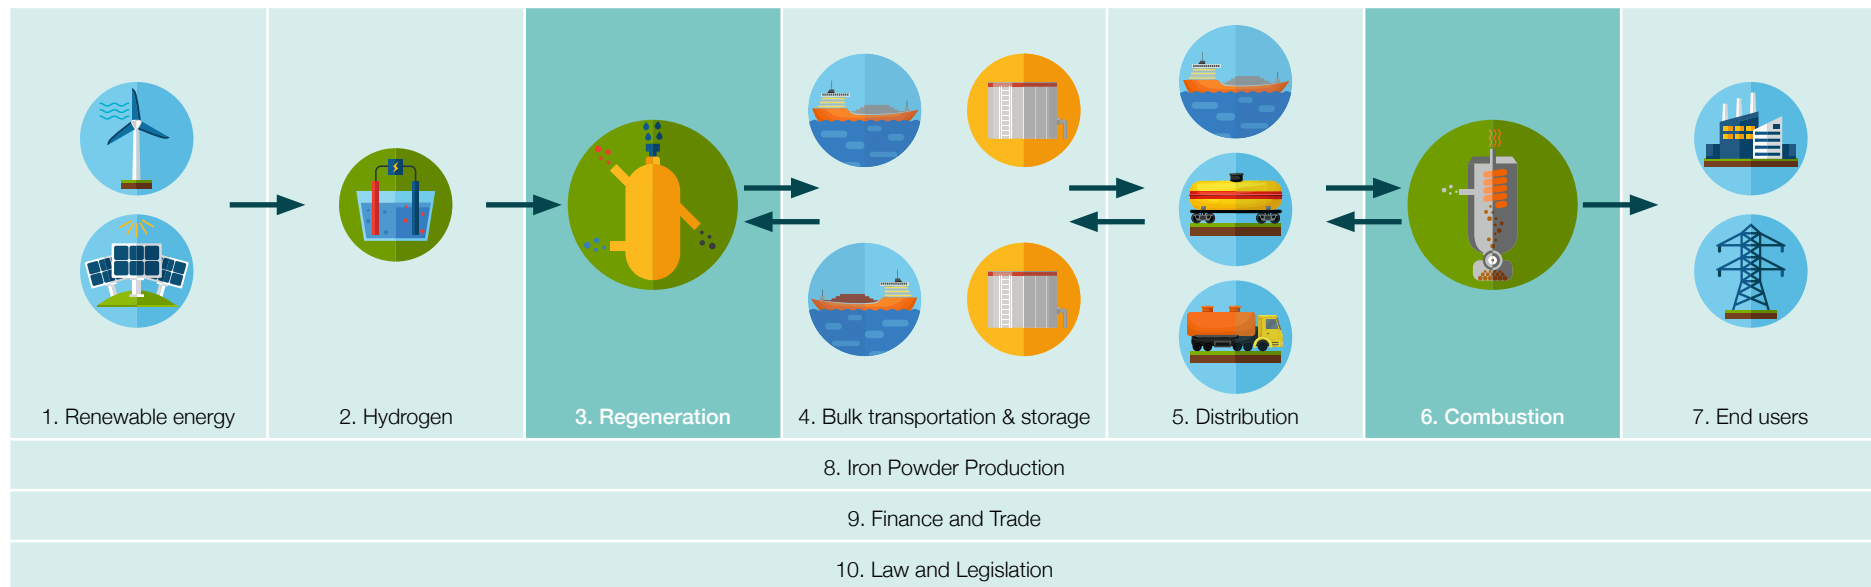 1. Renewable energy
2. Hydrogen
3. Regeneration
4. Bulk transportation & storage
5. Distribution
6. Combustion
7. End users
8. Iron Powder Production
9. Finance and Trade
10. Law and Legislation